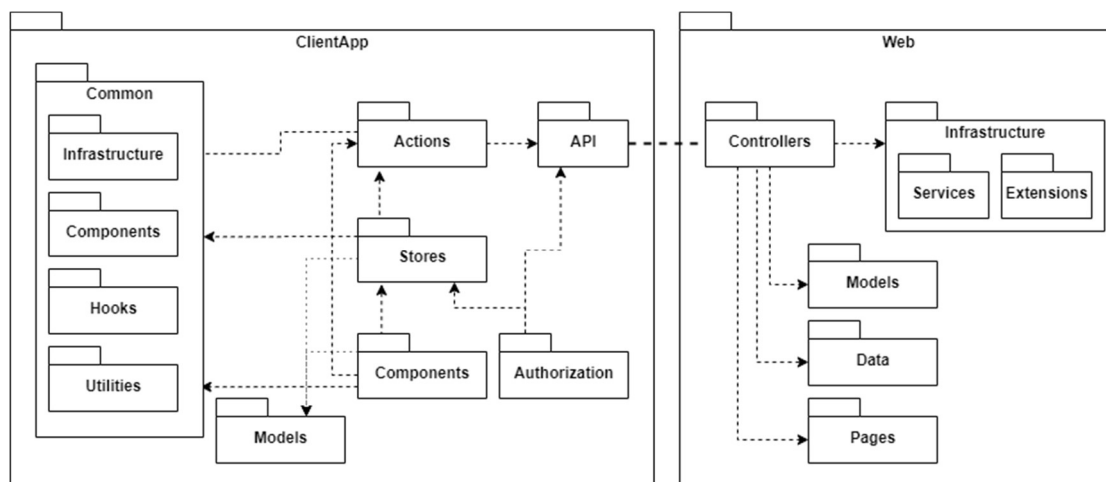 ClientApp
Common
Infrastructure
Components
Hooks
Utilities
Actions
API
Stores
Components
Authorization
Models
Web
Controllers
Infrastructure
Services
Extensions
Models
Data
Pages